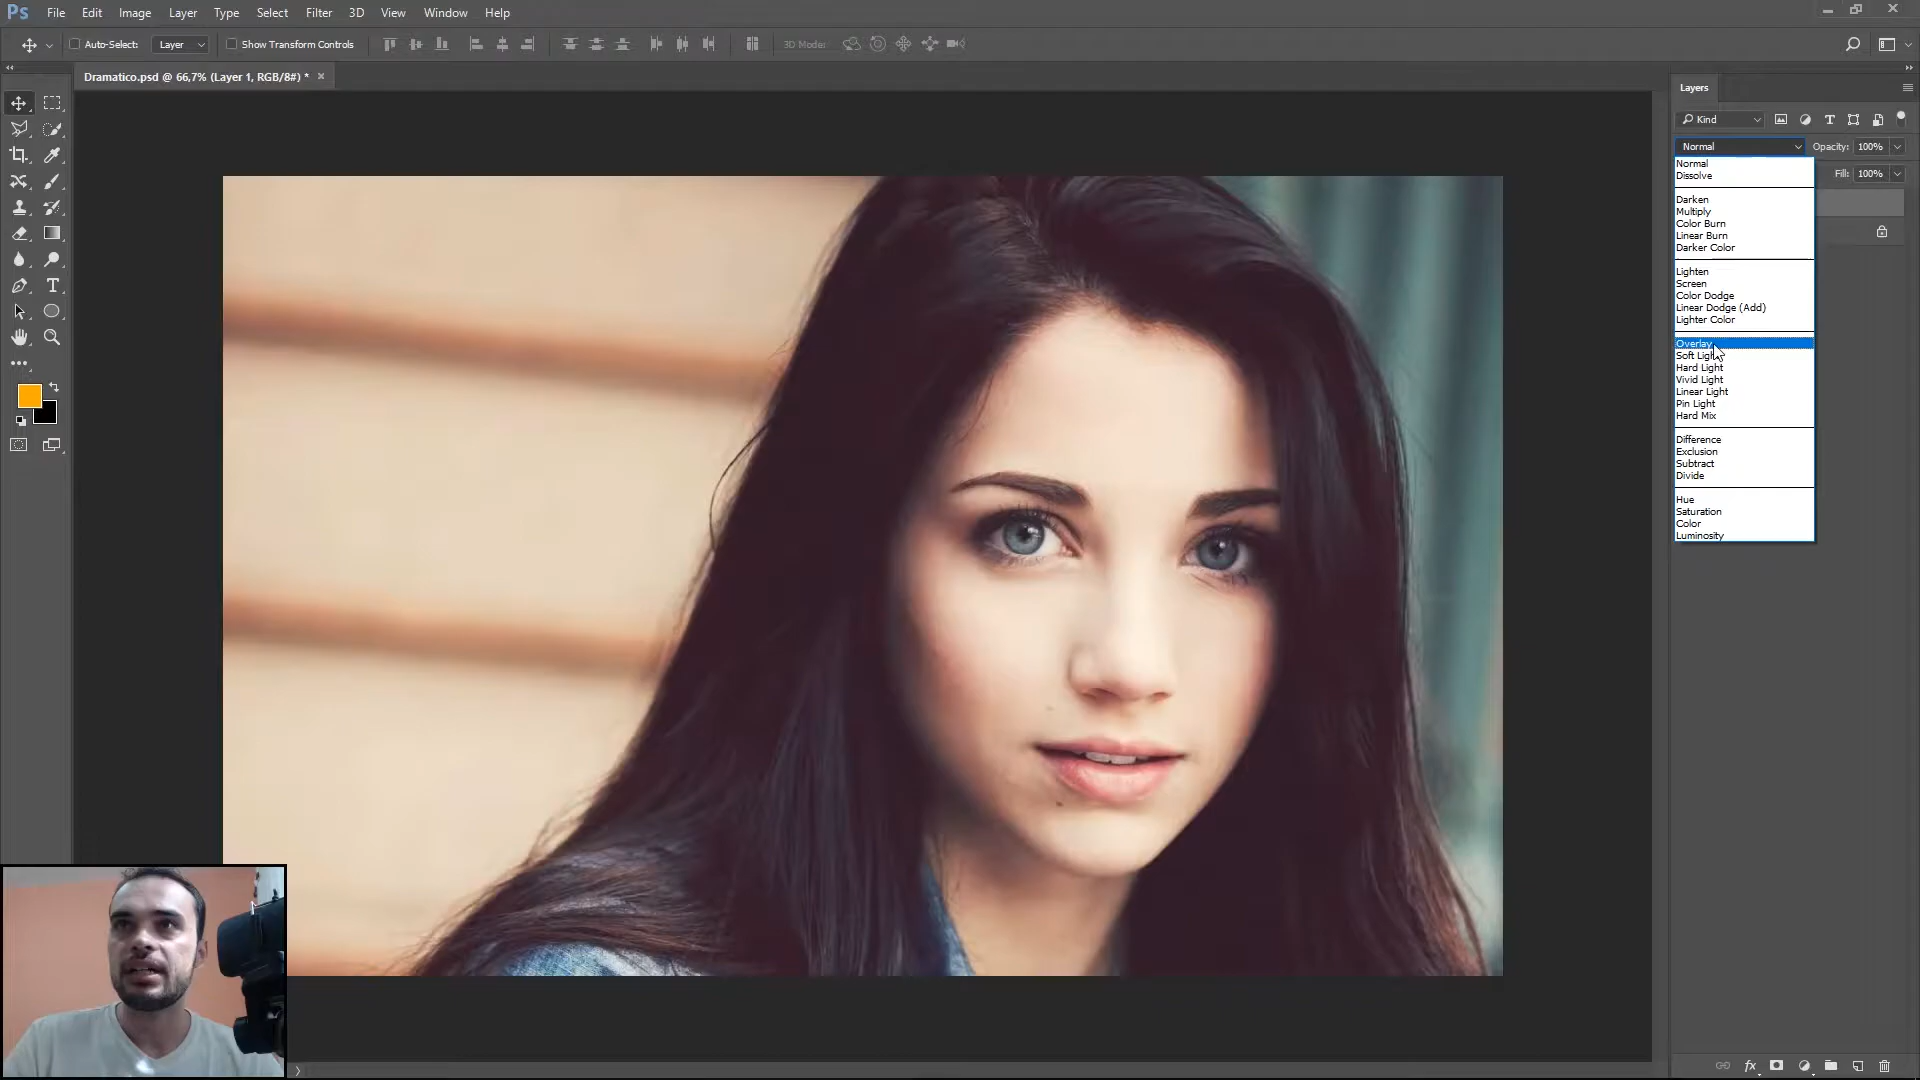 Ps File Edit Image Layer Type Select Filter 3D View Window Help
Auto-Select: Layer Show Transform Controls 3D Mode:
Dramatico.psd @ 66,7% (Layer 1, RGB/8#) * ×
Layers
Kind
Normal Opacity: 100%
Fill: 100%
Normal
Dissolve
Darken
Multiply
Color Burn
Linear Burn
Darker Color
Lighten
Screen
Color Dodge
Linear Dodge (Add)
Lighter Color
Overlay
Soft Light
Hard Light
Vivid Light
Linear Light
Pin Light
Hard Mix
Difference
Exclusion
Subtract
Divide
Hue
Saturation
Color
Luminosity
fx